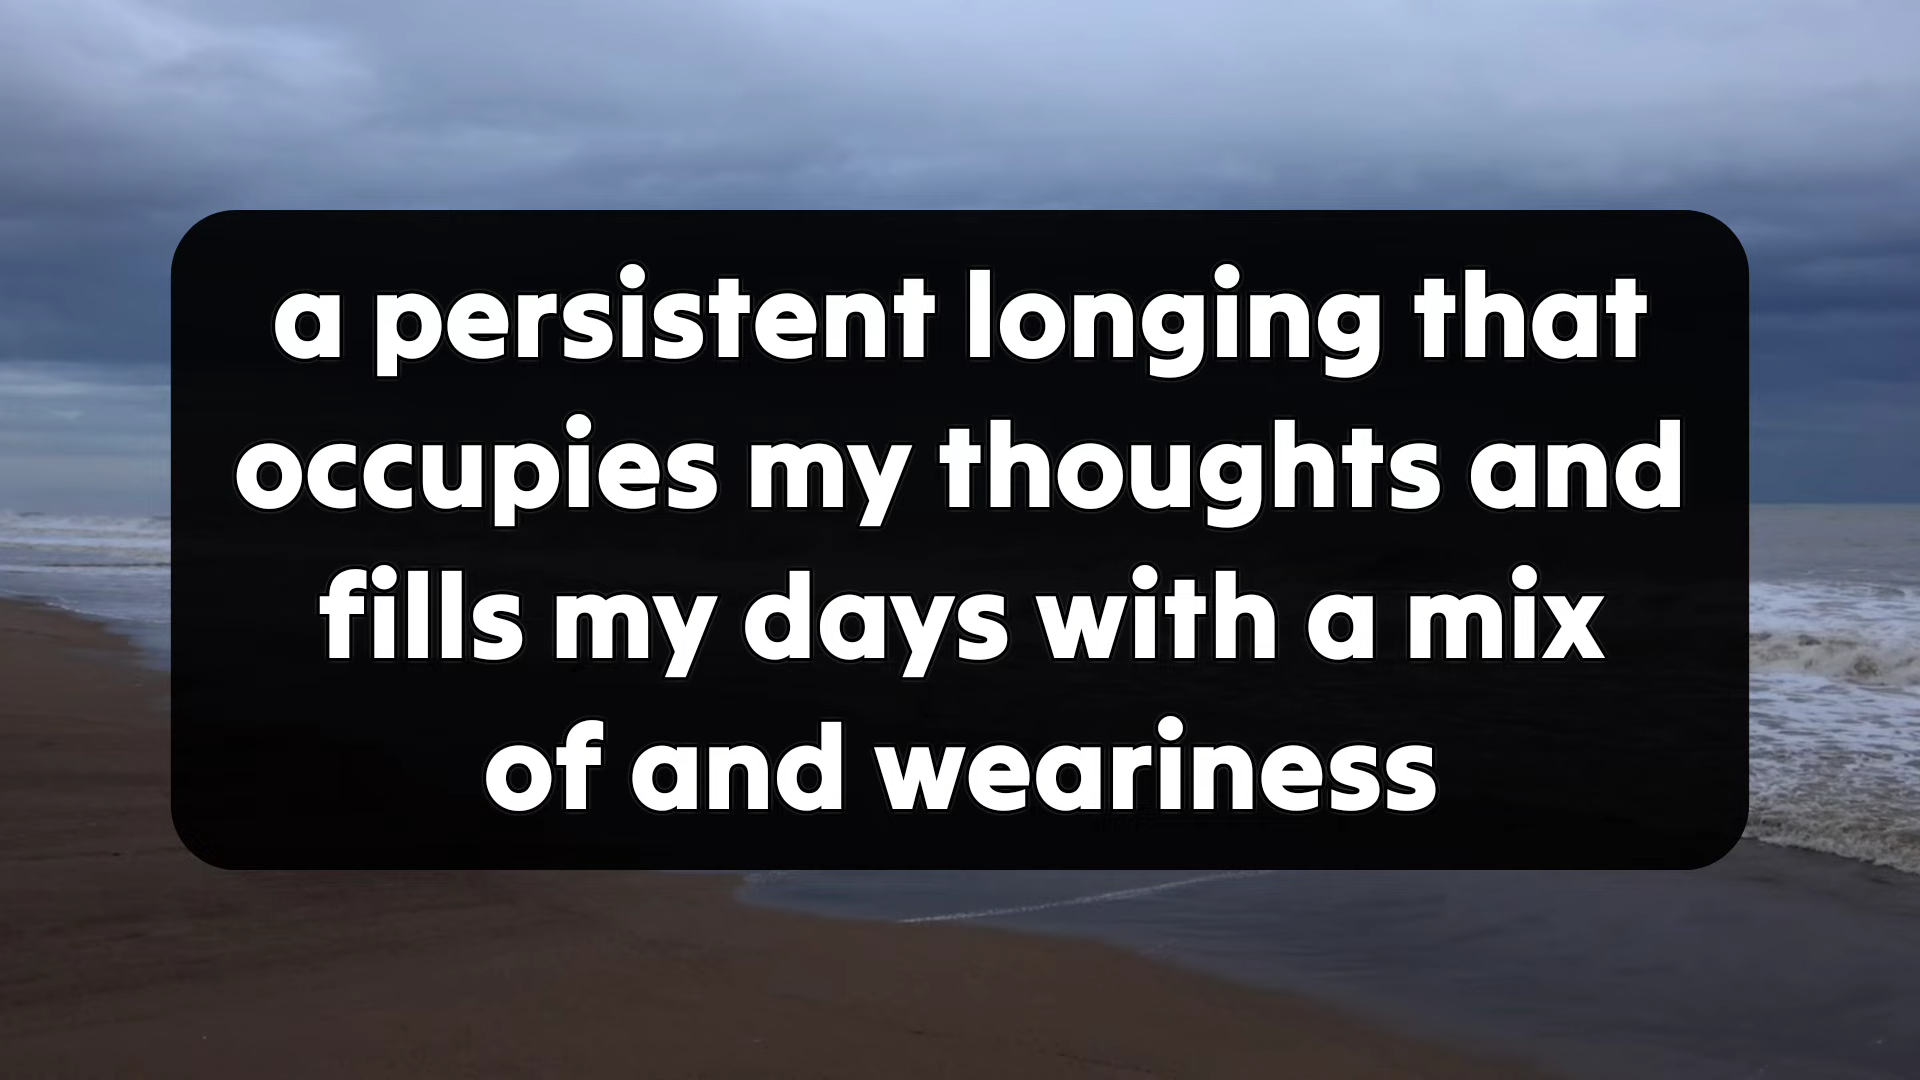 a persistent longing that
occupies my thoughts and
fills my days with a mix
of and weariness